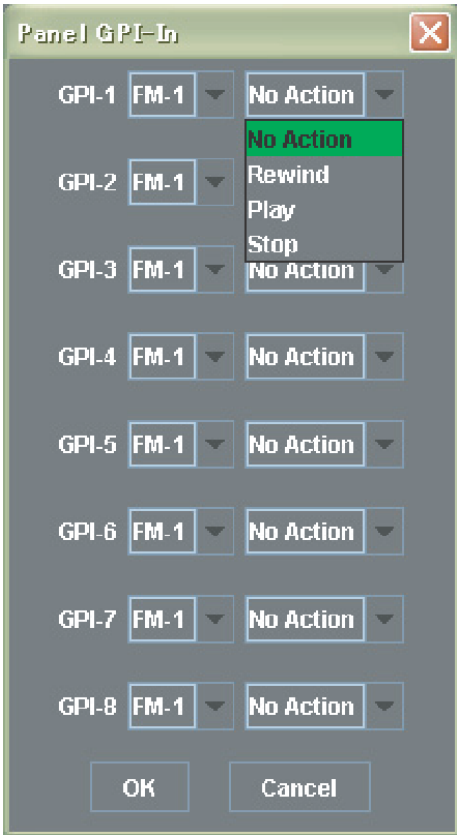 Panel GPI-In
GPI-1 FM-1 No Action
No Action
Rewind
GPI-2 FM-1
Play
Stop
GPI-3 FM-1 No Action
GPI-4 FM-1 No Action
GPI-5 FM-1 No Action
GPI-6 FM-1 No Action
GPI-7 FM-1 No Action
GPI-8 FM-1 No Action
OK Cancel